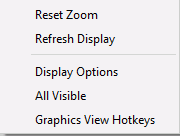 Reset Zoom
Refresh Display
Display Options
All Visible
Graphics View Hotkeys